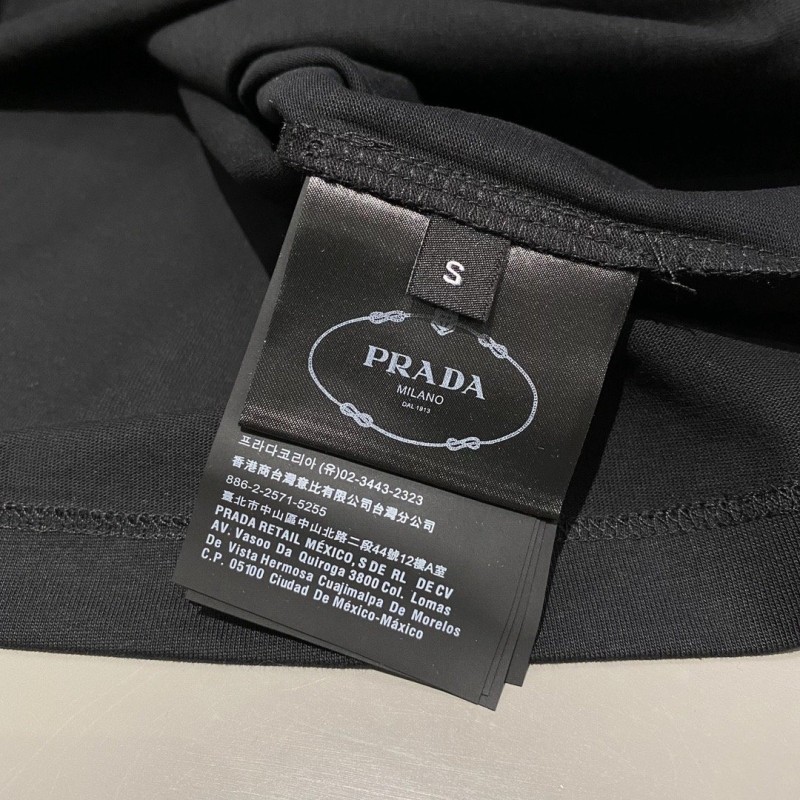 S
PRADA
MILANO
DAL 1913
프라다코리아 (유)02-3443-2323
香港商台灣意比有限公司台灣分公司
886-2-2571-5255
臺北市中山區中山北路二段44號12樓A室
PRADA RETAIL MÉXICO, S DE RL DE CV
AV. Vasoo Da Quiroga 3800 Col. Lomas
De Vista Hermosa Cuajimalpa De Morelos
C.P. 05100 Ciudad De México-México